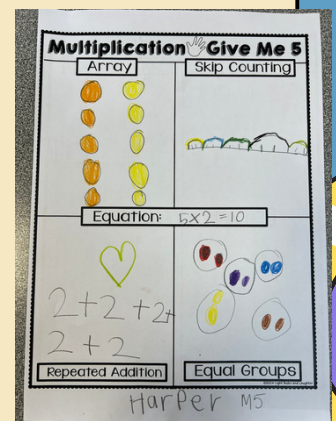 Multiplication Give Me 5
Array
Skip Counting
Equation: 5x2=10
2+2+2+
2+2
Repeated Addition
Equal Groups
Harper M5